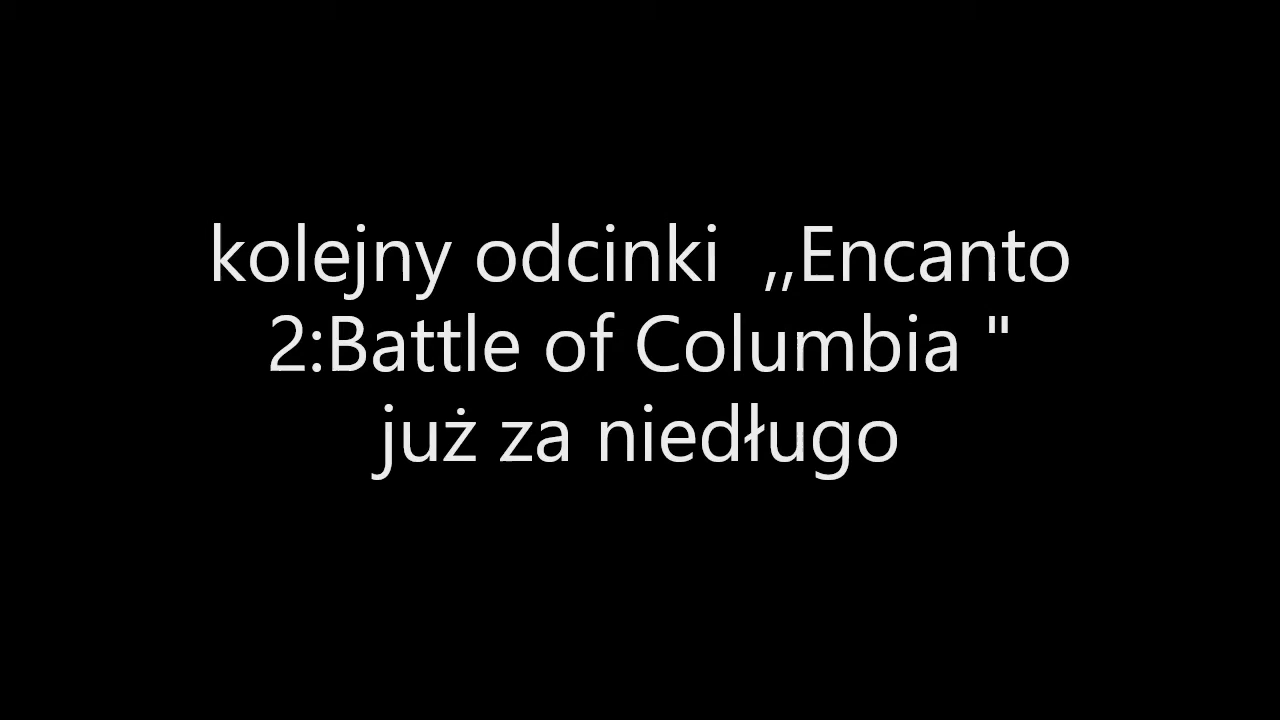 kolejny odcinki  ,,Encanto
2:Battle of Columbia "
już za niedługo